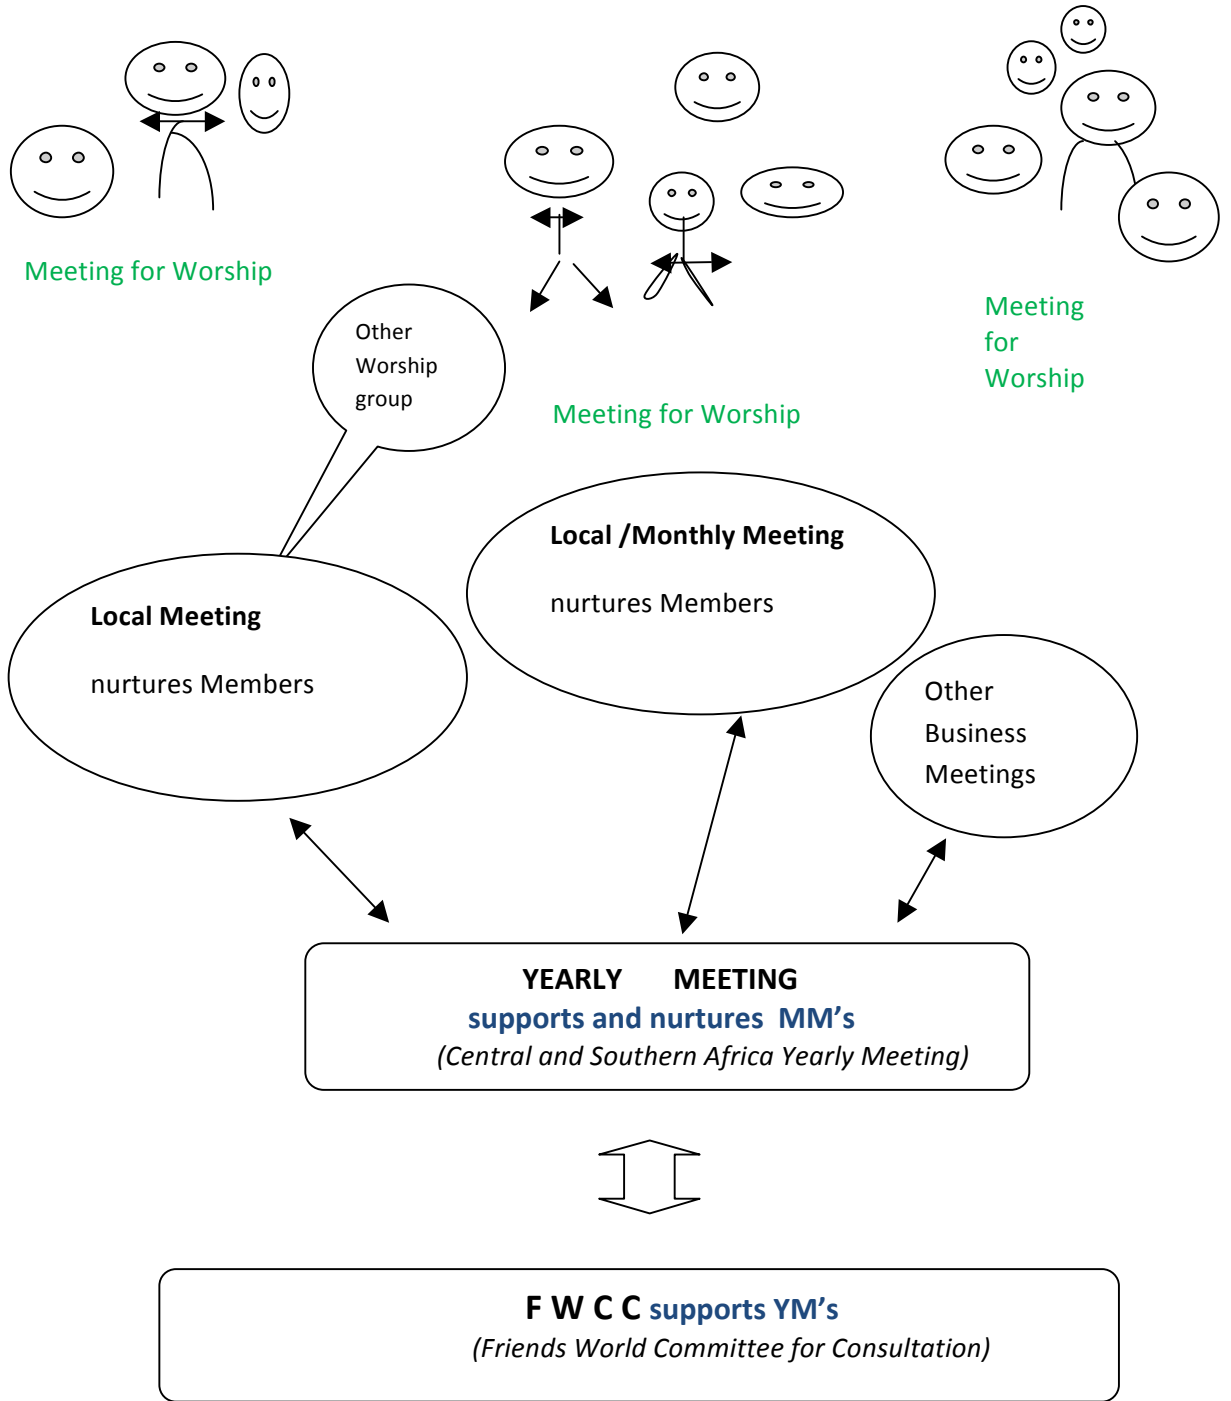 Meeting for Worship
Meeting
for
Worship
Other
Worship
group
Meeting for Worship
Local /Monthly Meeting
nurtures Members
Local Meeting
nurtures Members
Other
Business
Meetings
YEARLY MEETING
supports and nurtures MM's
(Central and Southern Africa Yearly Meeting)
F W C C supports YM's
(Friends World Committee for Consultation)